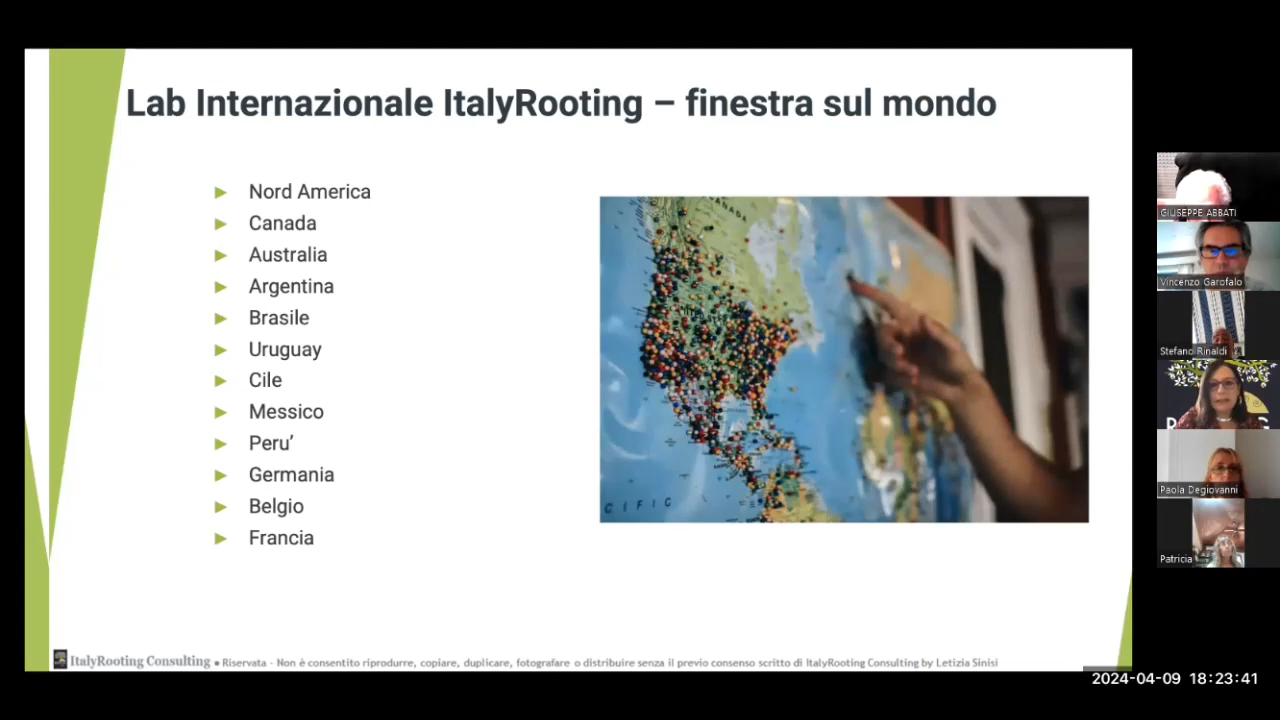 Lab Internazionale ItalyRooting – finestra sul mondo
Nord America
Canada
Australia
Argentina
Brasile
Uruguay
Cile
Messico
Peru’
Germania
Belgio
Francia
CANADA
CIFIC
ItalyRooting Consulting ● Riservata - Non è consentito riprodurre, copiare, duplicare, fotografare o distribuire senza il previo consenso scritto di ItalyRooting Consulting by Letizia Sinisi
GIUSEPPE ABBATI
Vincenzo Garofalo
Stefano Rinaldi
Paola Degiovanni
Patricia
2024-04-09 18:23:41